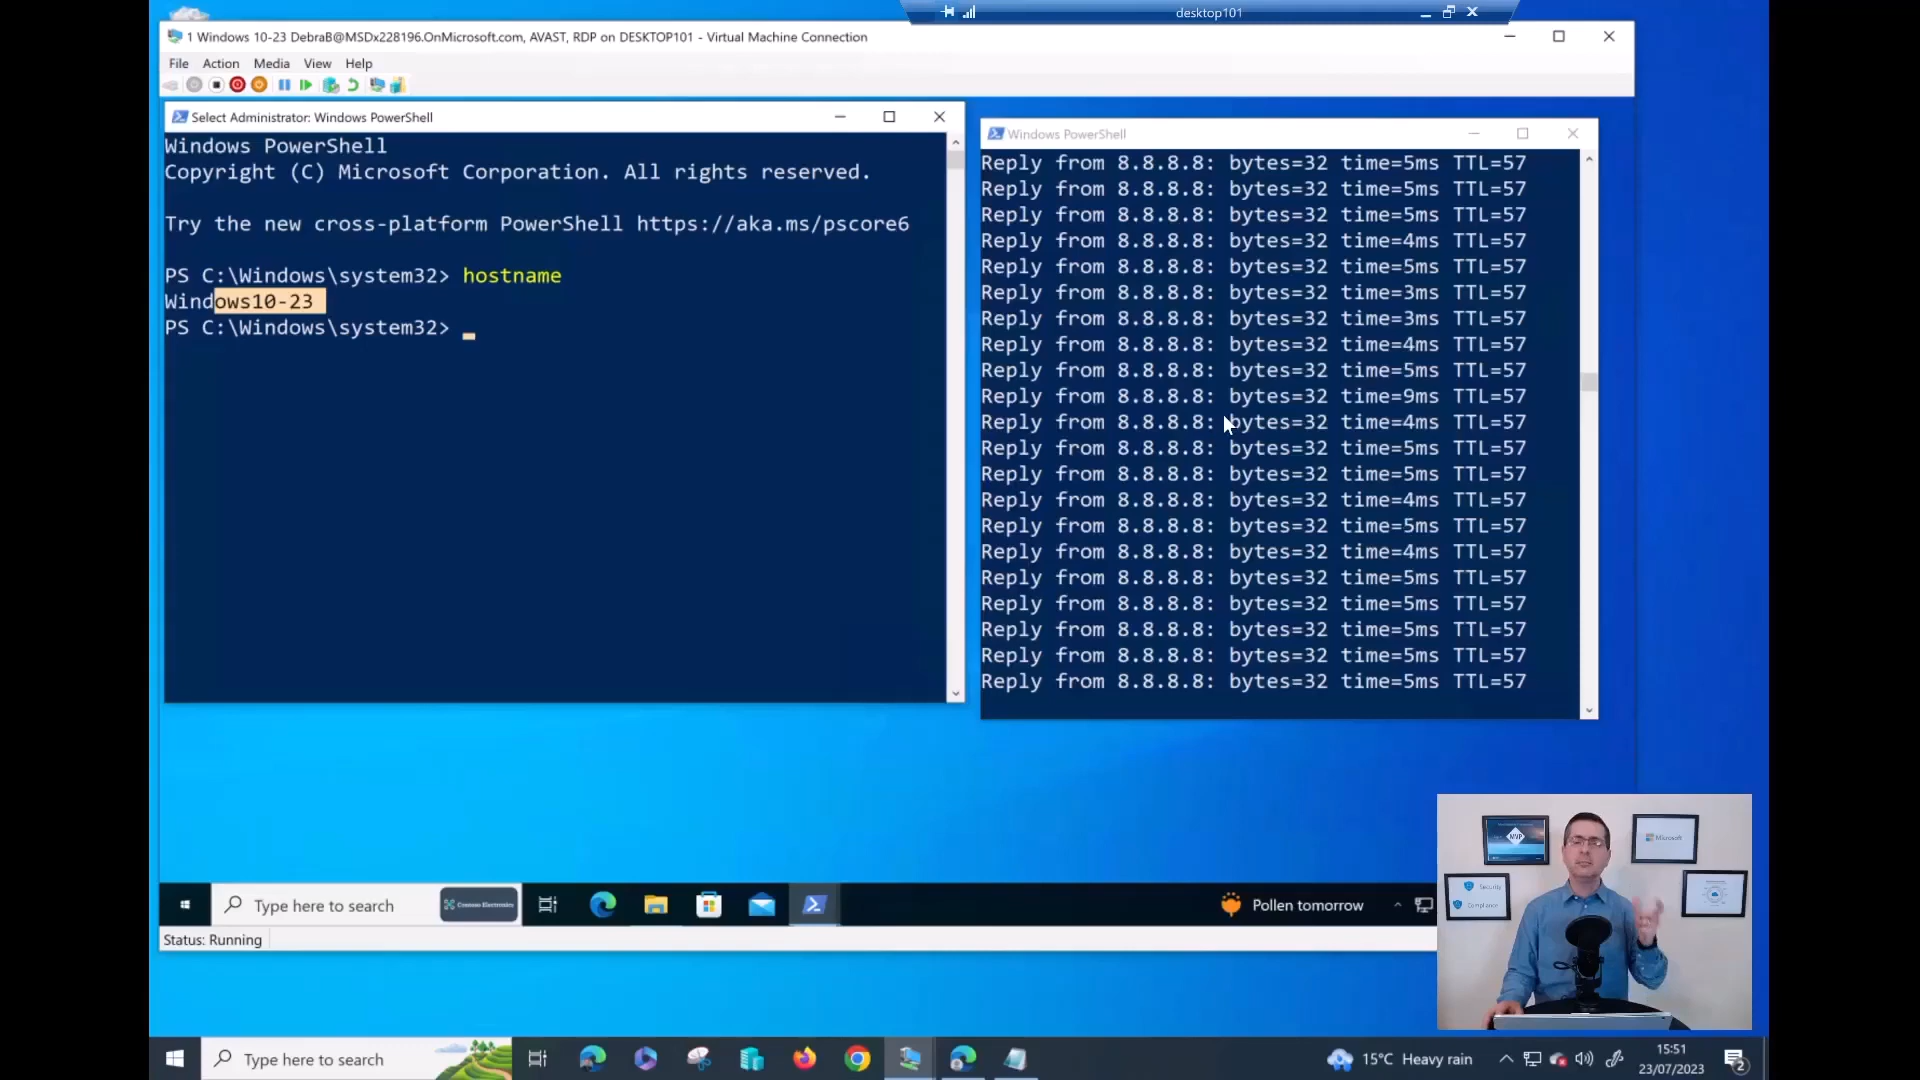 desktop101
1 Windows 10-23 DebraB@MSDx228196.OnMicrosoft.com, AVAST, RDP on DESKTOP101 - Virtual Machine Connection
File Action Media View Help
Select Administrator: Windows PowerShell
Windows PowerShell
Copyright (C) Microsoft Corporation. All rights reserved.
Try the new cross-platform PowerShell https://aka.ms/pscore6
PS C:\Windows\system32> hostname
Windows10-23
PS C:\Windows\system32>
Windows PowerShell
Reply from 8.8.8.8: bytes=32 time=5ms TTL=57
Reply from 8.8.8.8: bytes=32 time=5ms TTL=57
Reply from 8.8.8.8: bytes=32 time=5ms TTL=57
Reply from 8.8.8.8: bytes=32 time=4ms TTL=57
Reply from 8.8.8.8: bytes=32 time=5ms TTL=57
Reply from 8.8.8.8: bytes=32 time=3ms TTL=57
Reply from 8.8.8.8: bytes=32 time=3ms TTL=57
Reply from 8.8.8.8: bytes=32 time=4ms TTL=57
Reply from 8.8.8.8: bytes=32 time=5ms TTL=57
Reply from 8.8.8.8: bytes=32 time=9ms TTL=57
Reply from 8.8.8.8: bytes=32 time=4ms TTL=57
Reply from 8.8.8.8: bytes=32 time=5ms TTL=57
Reply from 8.8.8.8: bytes=32 time=5ms TTL=57
Reply from 8.8.8.8: bytes=32 time=4ms TTL=57
Reply from 8.8.8.8: bytes=32 time=5ms TTL=57
Reply from 8.8.8.8: bytes=32 time=4ms TTL=57
Reply from 8.8.8.8: bytes=32 time=5ms TTL=57
Reply from 8.8.8.8: bytes=32 time=5ms TTL=57
Reply from 8.8.8.8: bytes=32 time=5ms TTL=57
Reply from 8.8.8.8: bytes=32 time=5ms TTL=57
Reply from 8.8.8.8: bytes=32 time=5ms TTL=57
MVP
Microsoft
Security
Compliance
Type here to search
Contoso Electronics
Pollen tomorrow
Status: Running
Type here to search
15°C Heavy rain
15:51
23/07/2023
2